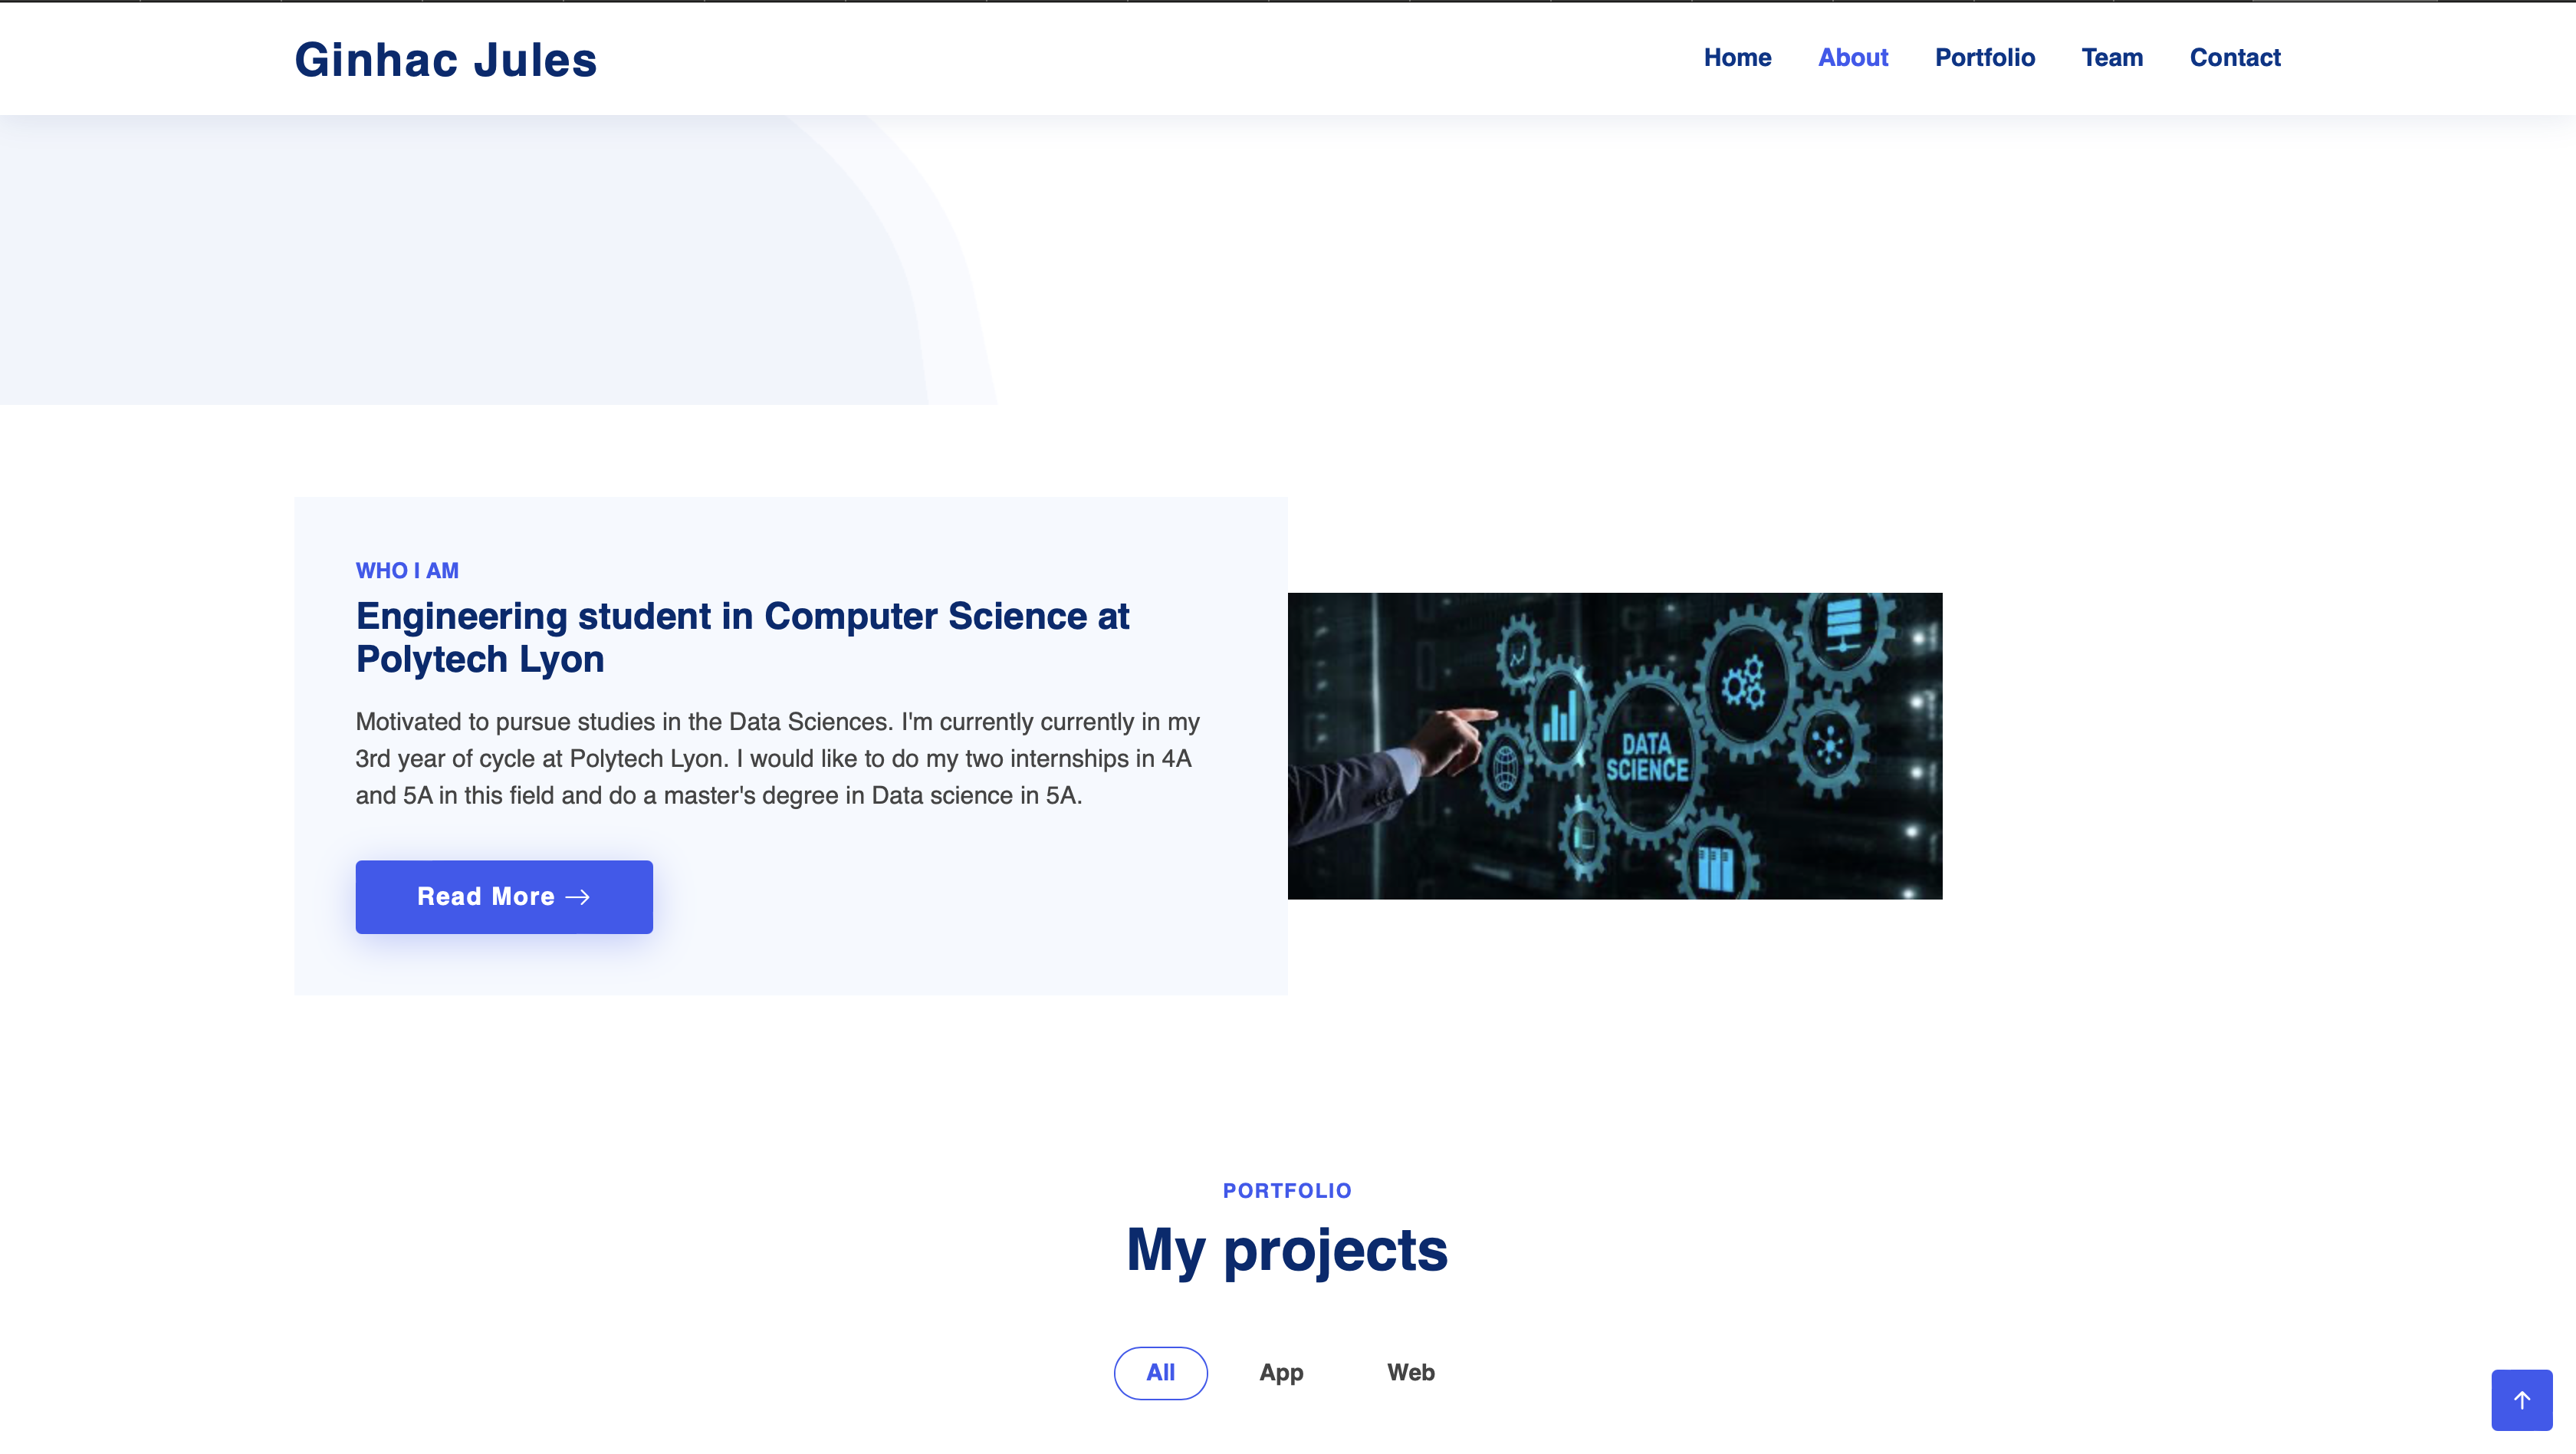 Ginhac Jules
Home About Portfolio Team Contact
WHO I AM
Engineering student in Computer Science at
Polytech Lyon
Motivated to pursue studies in the Data Sciences. I'm currently currently in my
3rd year of cycle at Polytech Lyon. I would like to do my two internships in 4A
and 5A in this field and do a master's degree in Data science in 5A.
Read More
DATA
SCIENCE
PORTFOLIO
My projects
All App Web